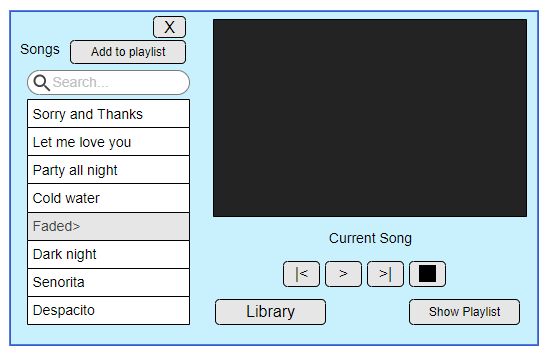 X
Songs
Add to playlist
Search...
Sorry and Thanks
Let me love you
Party all night
Cold water
Faded>
Dark night
Senorita
Despacito
Current Song
|< > >|
Library
Show Playlist